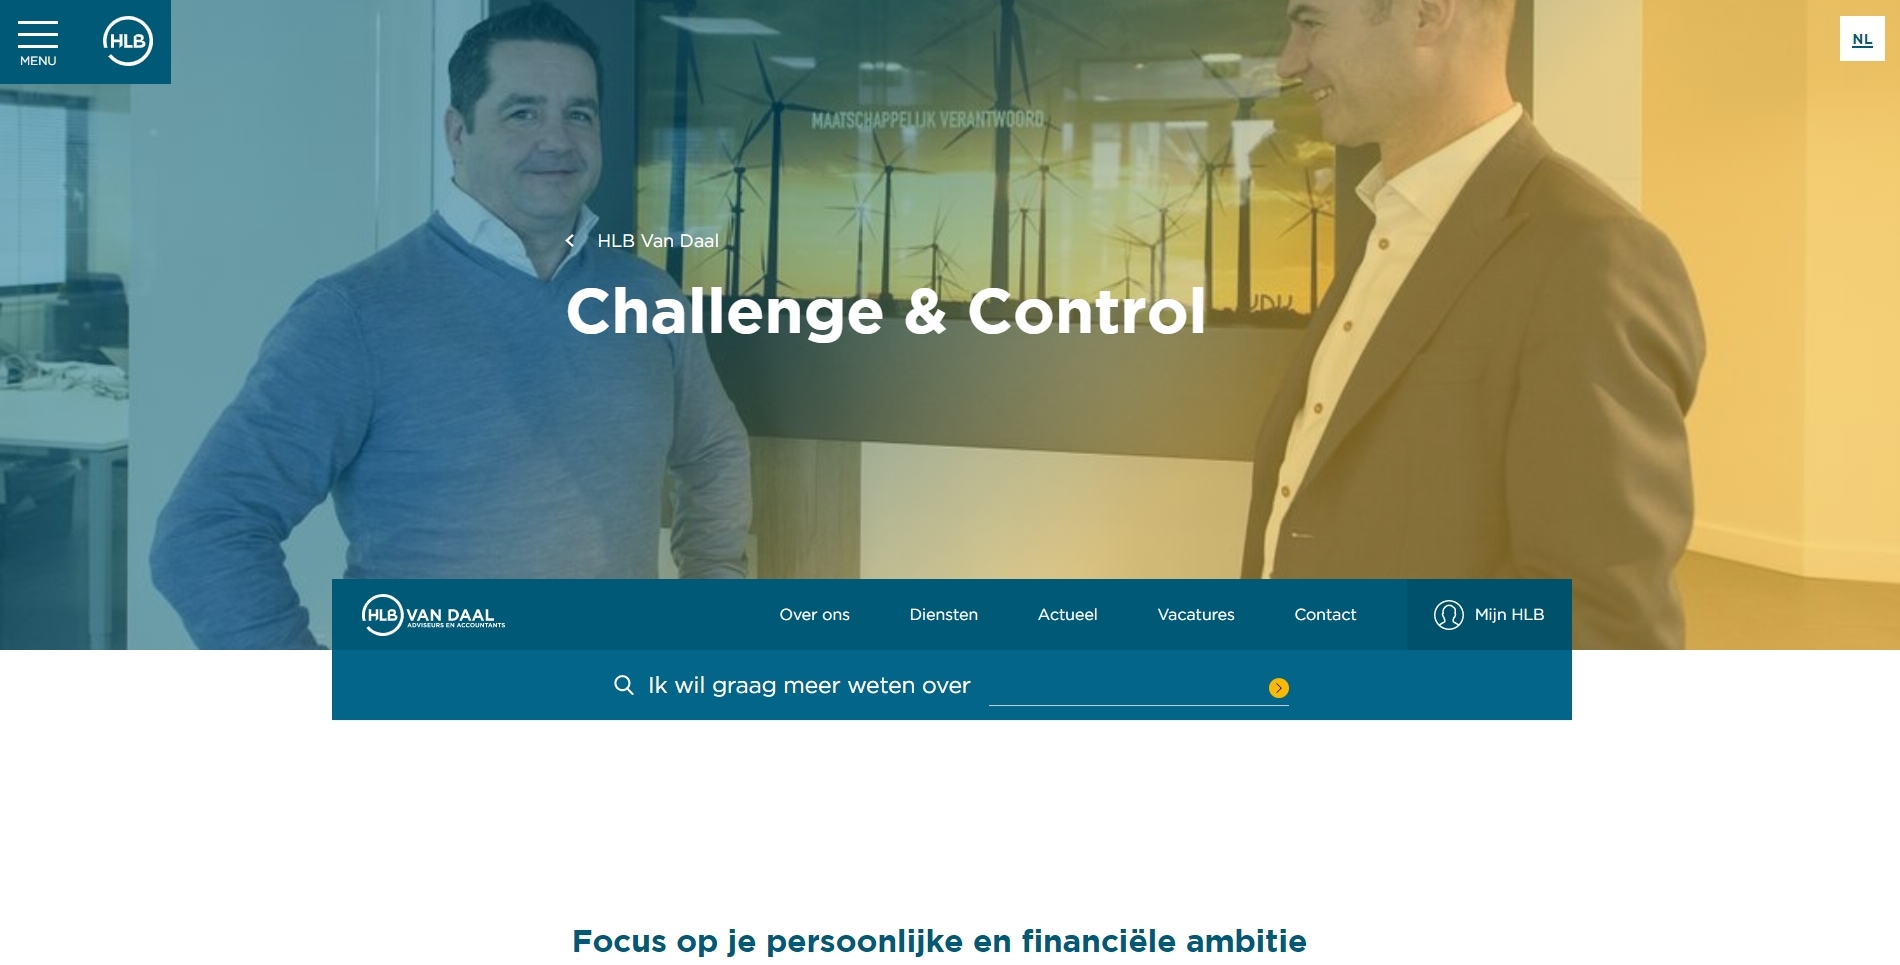 MENU
HLB
NL
MAATSCHAPPELIJK VERANTWOORD
HLB Van Daal
Challenge & Control
HLB VAN DAAL
ADVISEURS EN ACCOUNTANTS
Over ons
Diensten
Actueel
Vacatures
Contact
Mijn HLB
Ik wil graag meer weten over
Focus op je persoonlijke en financiële ambitie